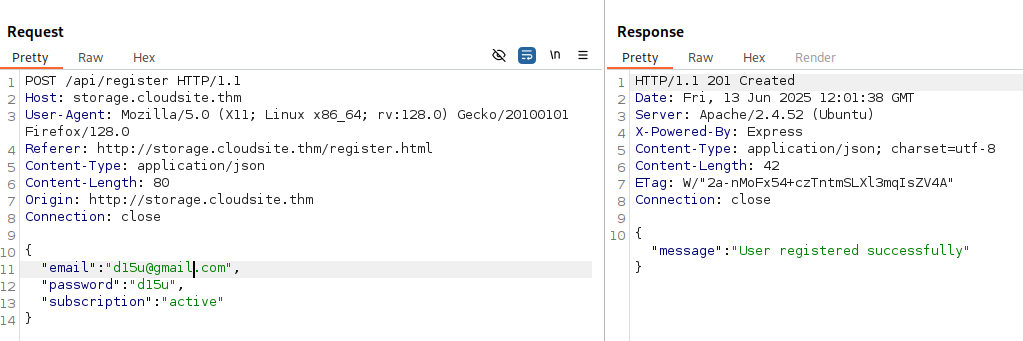 Request
Pretty Raw Hex \n
1 POST /api/register HTTP/1.1
2 Host: storage.cloudsite.thm
3 User-Agent: Mozilla/5.0 (X11; Linux x86_64; rv:128.0) Gecko/20100101
Firefox/128.0
4 Referer: http://storage.cloudsite.thm/register.html
5 Content-Type: application/json
6 Content-Length: 80
7 Origin: http://storage.cloudsite.thm
8 Connection: close
9
10 {
11 "email":"d15u@gmail.com",
12 "password":"d15u",
13 "subscription":"active"
14 }
Response
Pretty Raw Hex Render
1 HTTP/1.1 201 Created
2 Date: Fri, 13 Jun 2025 12:01:38 GMT
3 Server: Apache/2.4.52 (Ubuntu)
4 X-Powered-By: Express
5 Content-Type: application/json; charset=utf-8
6 Content-Length: 42
7 ETag: W/"2a-nMoFx54+czTntmSLXl3mqIsZV4A"
8 Connection: close
9
10 {
"message":"User registered successfully"
}